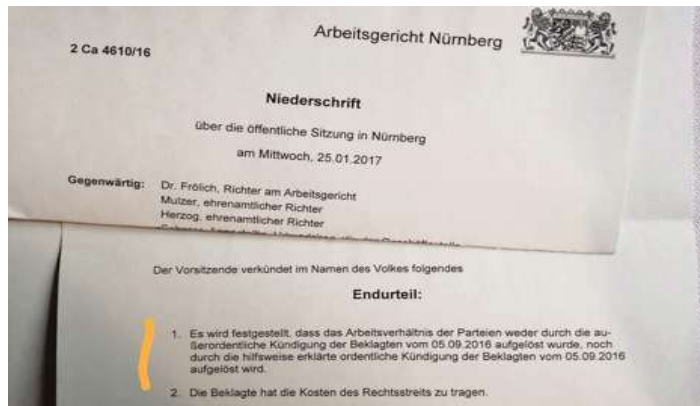 Arbeitsgericht Nürnberg
2 Ca 4610/16
Niederschrift
über die öffentliche Sitzung in Nürnberg
am Mittwoch, 25.01.2017
Gegenwärtig: Dr. Frölich, Richter am Arbeitsgericht
Mulzer, ehrenamtlicher Richter
Herzog, ehrenamtlicher Richter
Der Vorsitzende verkündet im Namen des Volkes folgendes
Endurteil:
1. Es wird festgestellt, dass das Arbeitsverhältnis der Parteien weder durch die au-
ßerordentliche Kündigung der Beklagten vom 05.09.2016 aufgelöst wurde, noch
durch die hilfsweise erklärte ordentliche Kündigung der Beklagten vom 05.09.2016
aufgelöst wird.
2. Die Beklagte hat die Kosten des Rechtsstreits zu tragen.